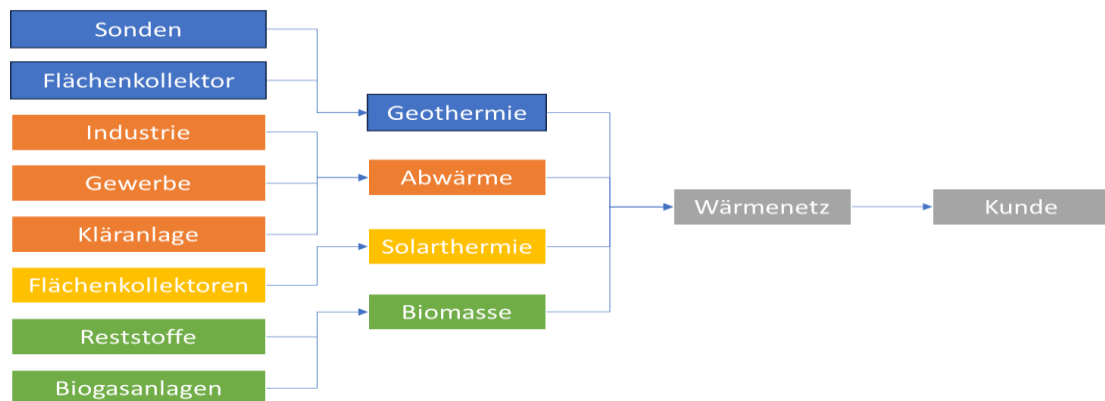 Sonden
Flächenkollektor
Industrie
Gewerbe
Kläranlage
Flächenkollektoren
Reststoffe
Biogasanlagen
Geothermie
Abwärme
Solarthermie
Biomasse
Wärmenetz
Kunde